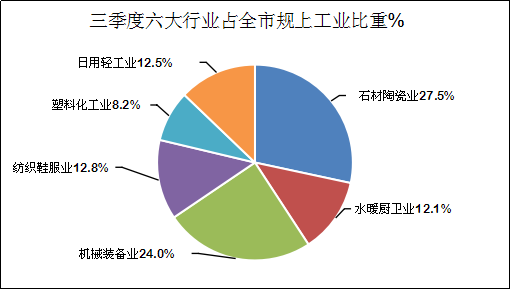 三季度六大行业占全市规上工业比重%
日用轻工业12.5%
石材陶瓷业27.5%
塑料化工业8.2%
纺织鞋服业12.8%
水暖厨卫业12.1%
机械装备业24.0%